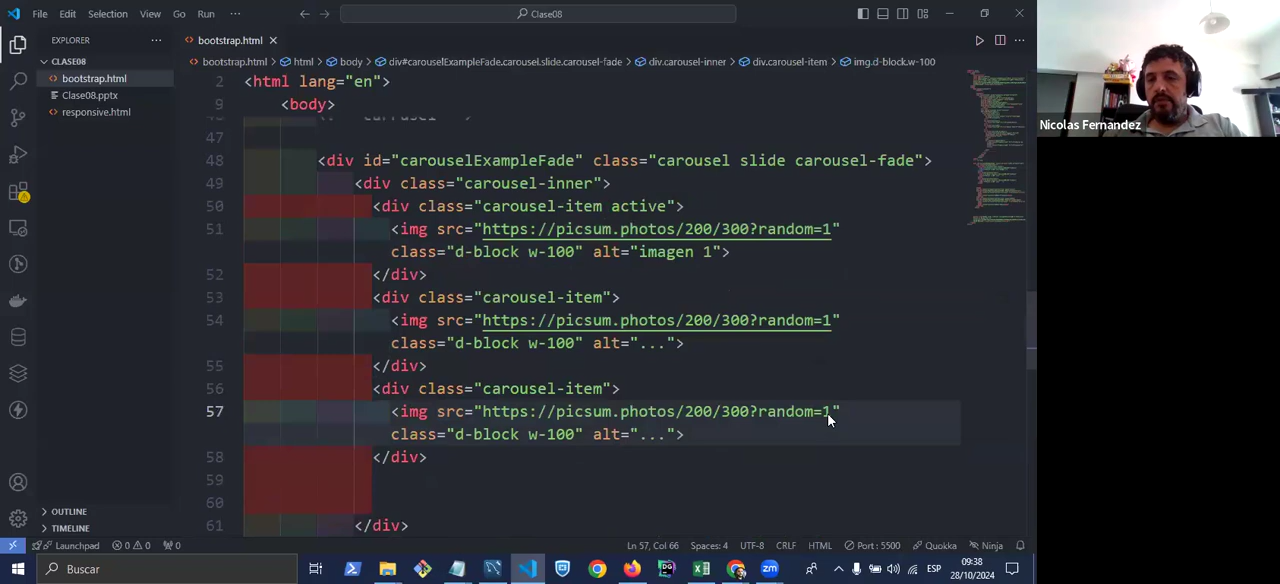 File Edit Selection View Go Run ··· Clase08
EXPLORER ··· bootstrap.html
CLASE08
bootstrap.html
Clase08.pptx
responsive.html
bootstrap.html > html > body > div#carouselExampleFade.carousel.slide.carousel-fade > div.carousel-inner > div.carousel-item > img.d-block.w-100
2 <html lang="en">
9 <body>
47
48 <div id="carouselExampleFade" class="carousel slide carousel-fade">
49 <div class="carousel-inner">
50 <div class="carousel-item active">
51 <img src="https://picsum.photos/200/300?random=1"
class="d-block w-100" alt="imagen 1">
52 </div>
53 <div class="carousel-item">
54 <img src="https://picsum.photos/200/300?random=1"
class="d-block w-100" alt="...">
55 </div>
56 <div class="carousel-item">
57 <img src="https://picsum.photos/200/300?random=1"
class="d-block w-100" alt="...">
58 </div>
59
60
61 </div>
OUTLINE
TIMELINE
Launchpad 0 0 0 Ln 57, Col 66 Spaces: 4 UTF-8 CRLF HTML Port : 5500 Quokka Ninja
Buscar ESP 09:38
28/10/2024
Nicolas Fernandez